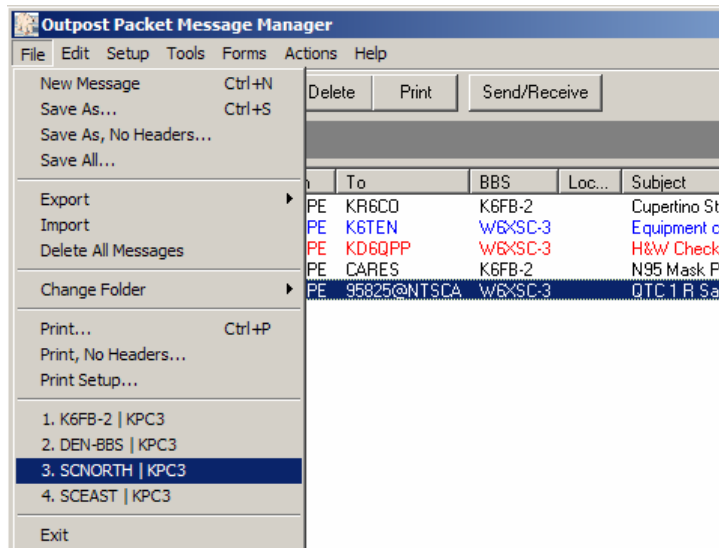 Outpost Packet Message Manager
File Edit Setup Tools Forms Actions Help
New Message Ctrl+N
Save As... Ctrl+S
Save As, No Headers...
Save All...
Export
Import
Delete All Messages
Change Folder
Print... Ctrl+P
Print, No Headers...
Print Setup...
1. K6FB-2 | KPC3
2. DEN-BBS | KPC3
3. SCNORTH | KPC3
4. SCEAST | KPC3
Exit
Delete Print Send/Receive
To BBS Loc... Subject
PE KR6CO K6FB-2 Cupertino St
PE K6TEN W6XSC-3 Equipment
PE KD6QPP W6XSC-3 H&W Check
PE CARES K6FB-2 N95 Mask P
PE 95825@NTSCA W6XSC-3 QTC 1 R Sa